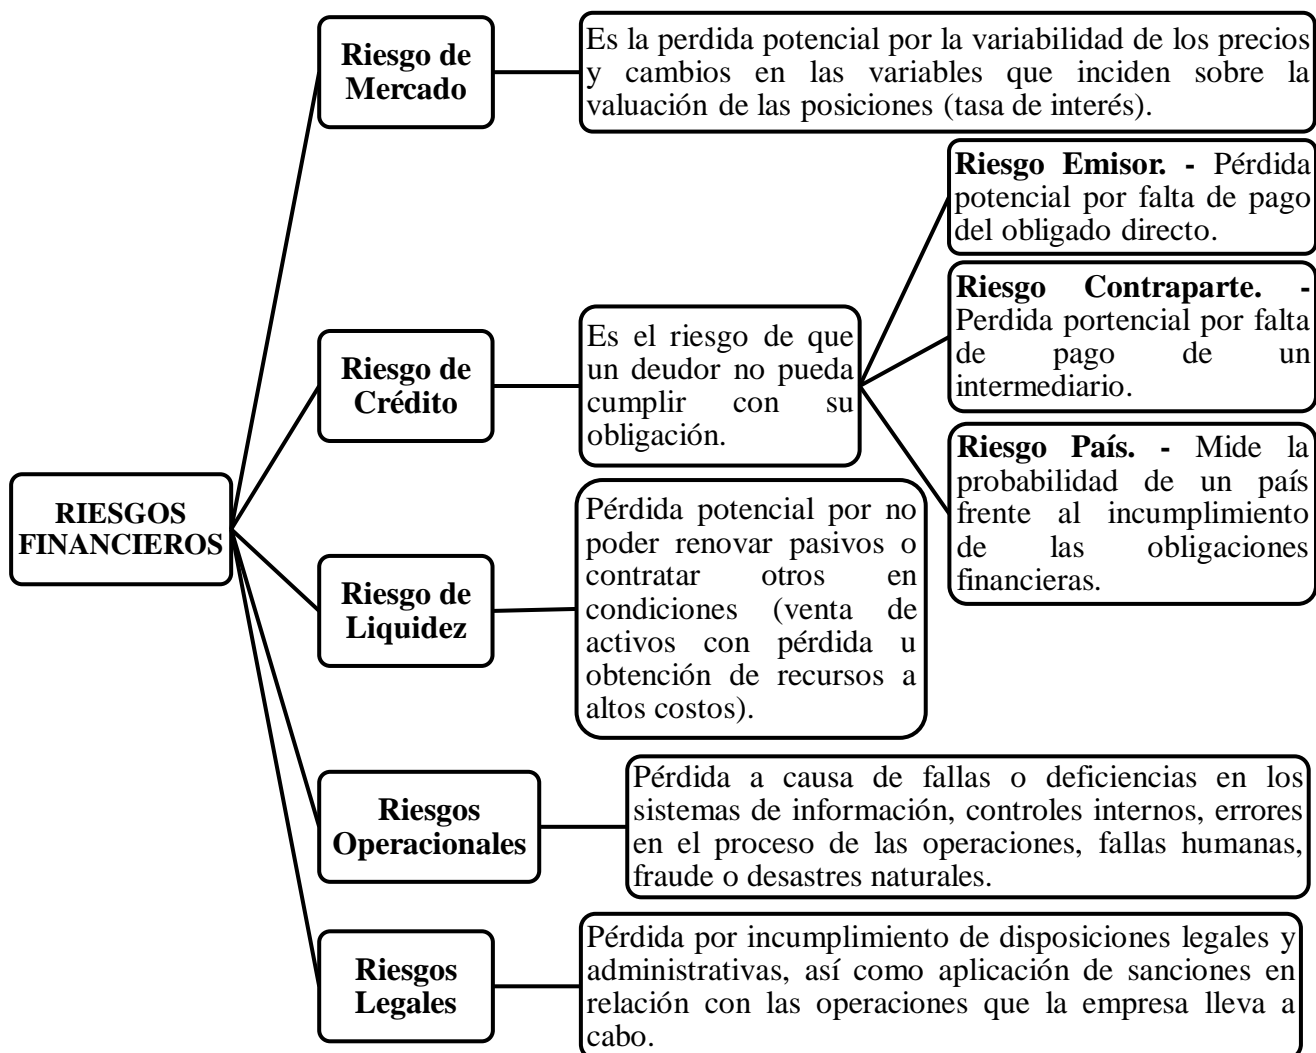 RIESGOS
FINANCIEROS
Riesgo de
Mercado
Es la perdida potencial por la variabilidad de los precios
y cambios en las variables que inciden sobre la
valuación de las posiciones (tasa de interés).
Riesgo de
Crédito
Es el riesgo de que
un deudor no pueda
cumplir con su
obligación.
Riesgo Emisor. - Pérdida
potencial por falta de pago
del obligado directo.
Riesgo Contraparte. -
Perdida portencial por falta
de pago de un
intermediario.
Riesgo País. - Mide la
probabilidad de un país
frente al incumplimiento
de las obligaciones
financieras.
Riesgo de
Liquidez
Pérdida potencial por no
poder renovar pasivos o
contratar otros en
condiciones (venta de
activos con pérdida u
obtención de recursos a
altos costos).
Riesgos
Operacionales
Pérdida a causa de fallas o deficiencias en los
sistemas de información, controles internos, errores
en el proceso de las operaciones, fallas humanas,
fraude o desastres naturales.
Riesgos
Legales
Pérdida por incumplimiento de disposiciones legales y
administrativas, así como aplicación de sanciones en
relación con las operaciones que la empresa lleva a
cabo.